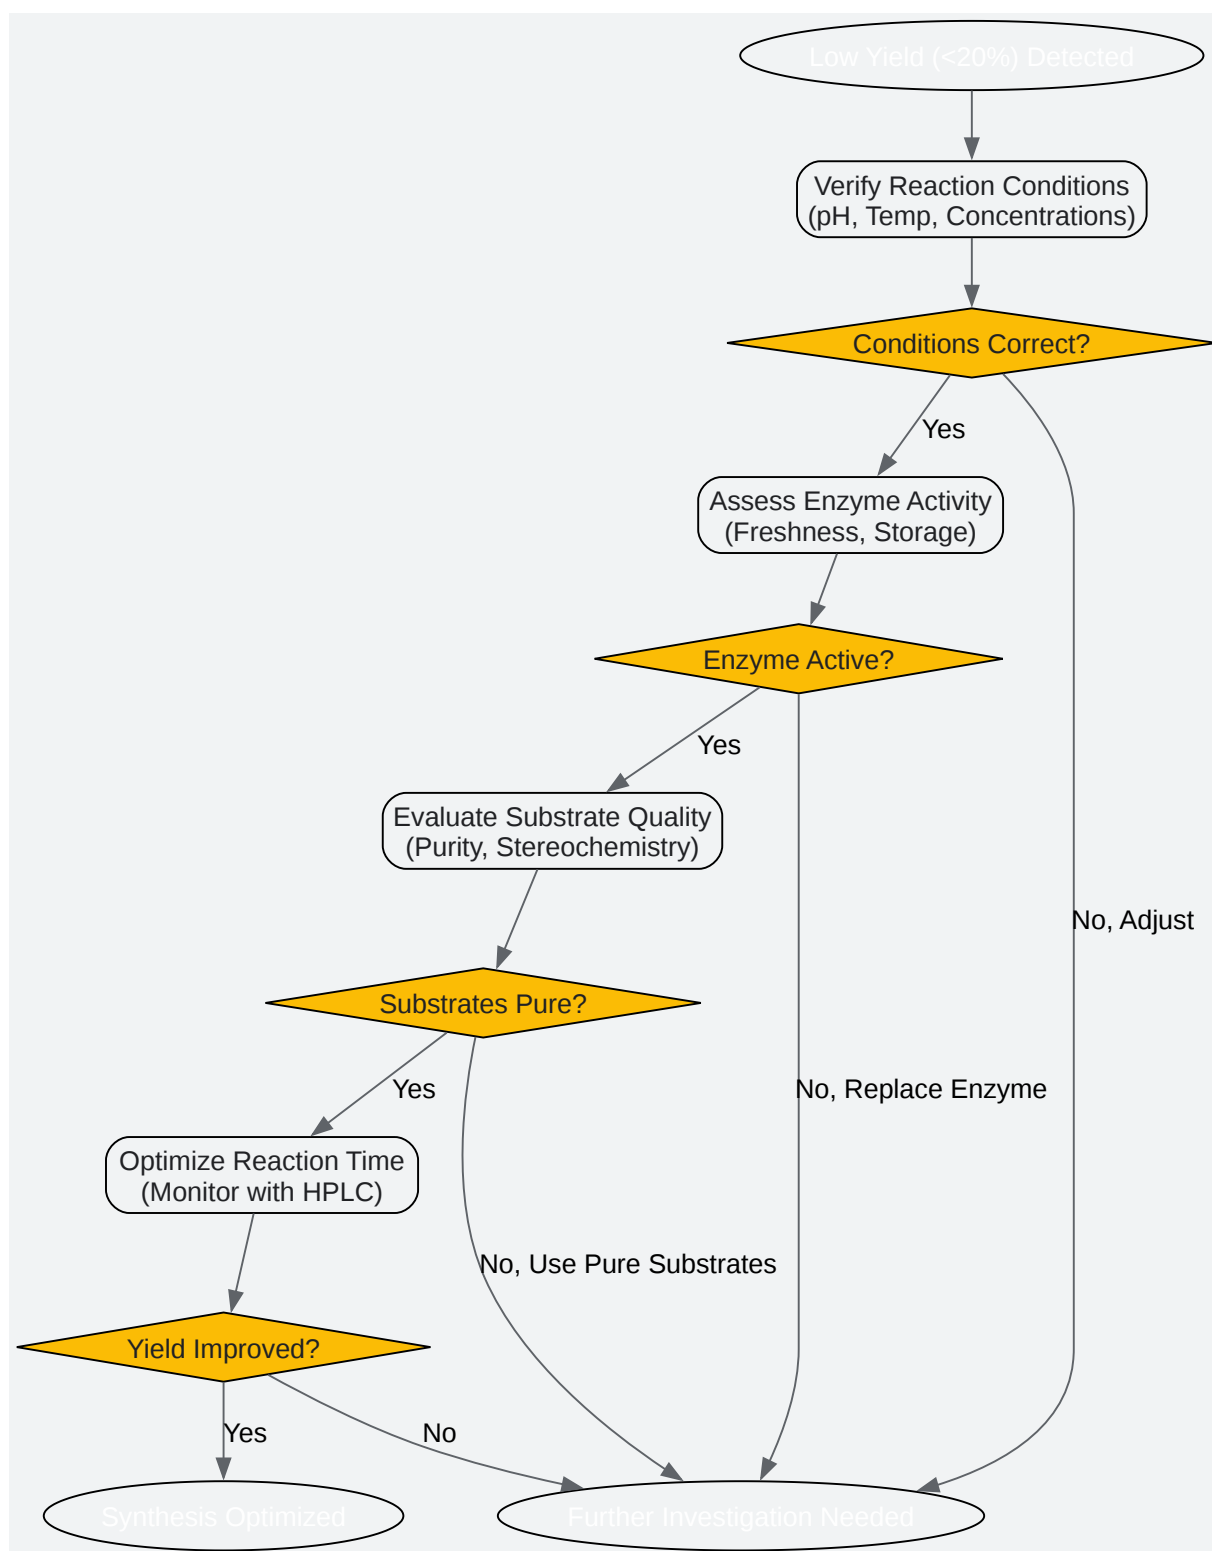 Low Yield (<20%) Detected
Verify Reaction Conditions
(pH, Temp, Concentrations)
Conditions Correct?
Yes
Assess Enzyme Activity
(Freshness, Storage)
Enzyme Active?
Yes
Evaluate Substrate Quality
(Purity, Stereochemistry)
No, Adjust
Substrates Pure?
Yes
No, Replace Enzyme
Optimize Reaction Time
(Monitor with HPLC)
No, Use Pure Substrates
Yield Improved?
Yes
No
Synthesis Optimized
Further Investigation Needed